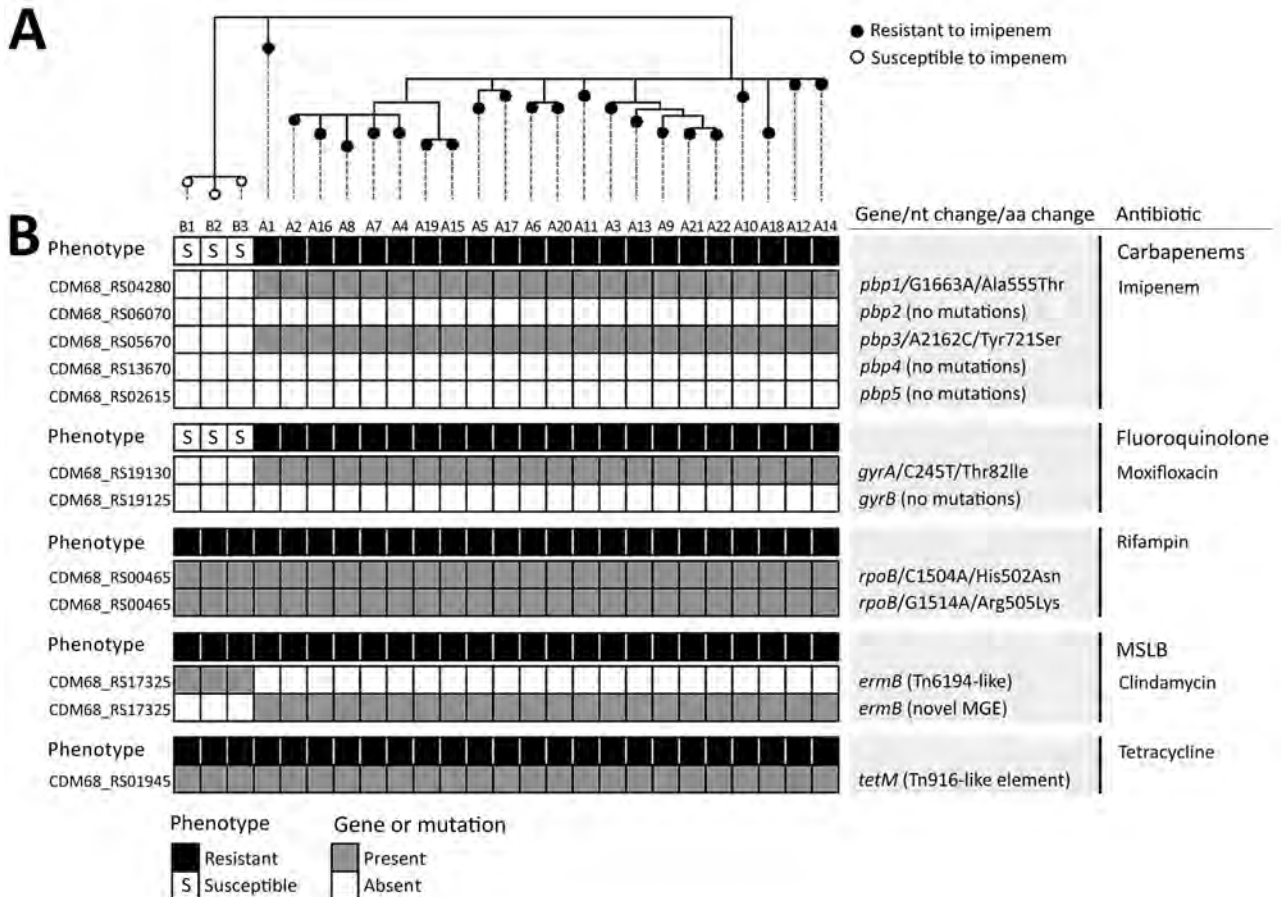 A
Resistant to imipenem
Susceptible to impenem
B
B1 B2 B3 A1 A2 A16 A8 A7 A4 A19 A15 A5 A17 A6 A20 A11 A3 A13 A9 A21 A22 A10 A18 A12 A14 Gene/nt change/aa change Antibiotic
Phenotype S S S Carbapenems
CDM68_RS04280 pbp1/G1663A/Ala555Thr Imipenem
CDM68_RS06070 pbp2 (no mutations)
CDM68_RS05670 pbp3/A2162C/Tyr721Ser
CDM68_RS13670 pbp4 (no mutations)
CDM68_RS02615 pbp5 (no mutations)
Phenotype S S S Fluoroquinolone
CDM68_RS19130 gyrA/C245T/Thr82Ile Moxifloxacin
CDM68_RS19125 gyrB (no mutations)
Phenotype Rifampin
CDM68_RS00465 rpoB/C1504A/His502Asn
CDM68_RS00465 rpoB/G1514A/Arg505Lys
Phenotype MSLB
CDM68_RS17325 ermB (Tn6194-like) Clindamycin
CDM68_RS17325 ermB (novel MGE)
Phenotype Tetracycline
CDM68_RS01945 tetM (Tn916-like element)
Phenotype Gene or mutation
Resistant Present
S Susceptible Absent